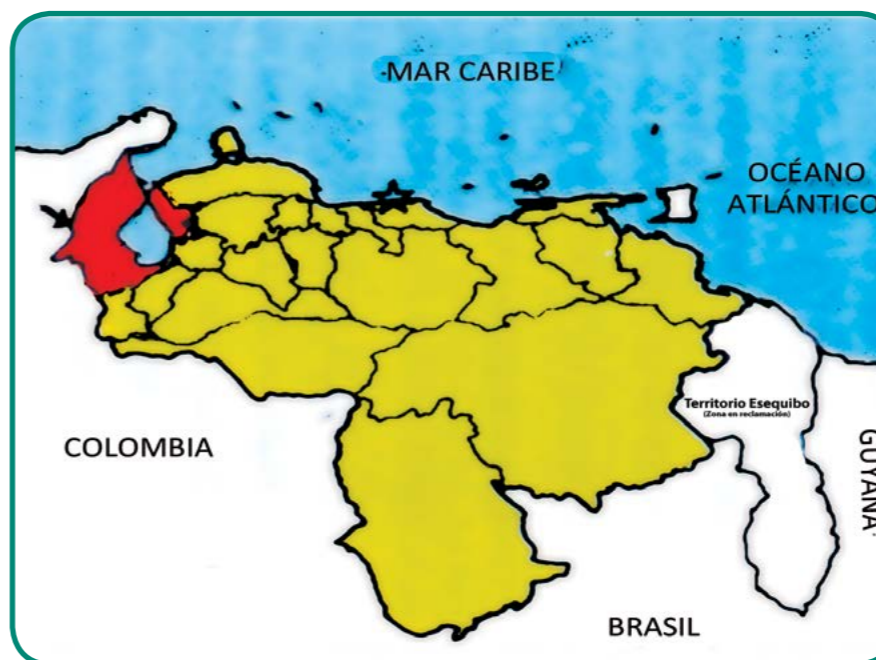 MAR CARIBE
OCÉANO
ATLÁNTICO
Territorio Esequibo
(Zona en reclamación)
COLOMBIA
GUYANA
BRASIL